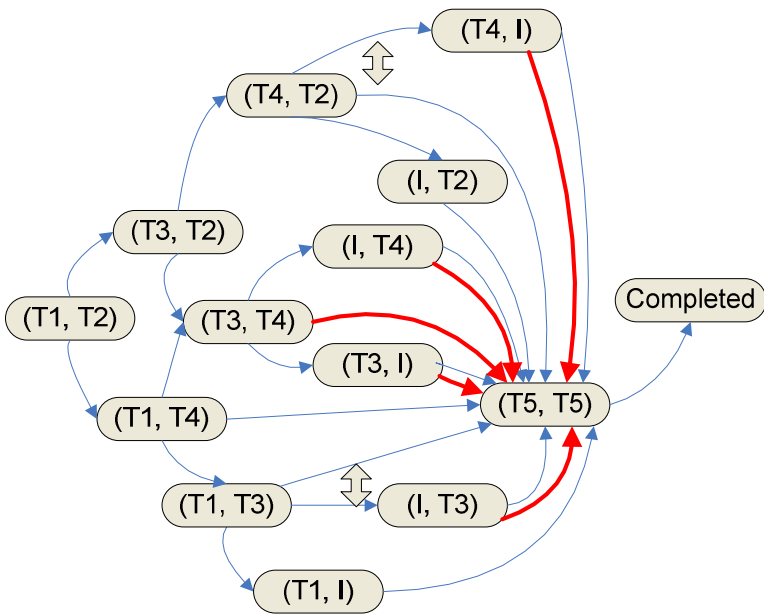 (T4, I)
(T4, T2)
(I, T2)
(T3, T2)
(I, T4)
(T1, T2)
(T3, T4)
Completed
(T3, I)
(T5, T5)
(T1, T4)
(T1, T3)
(I, T3)
(T1, I)